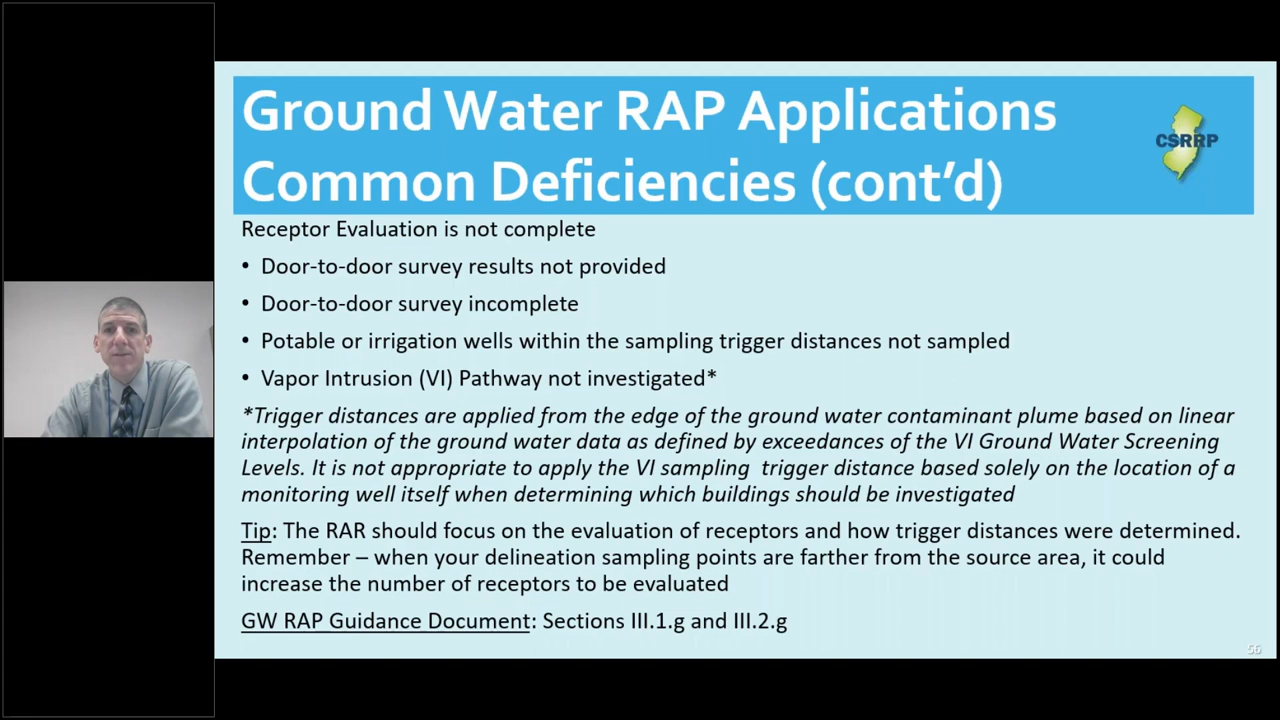 Ground Water RAP Applications
Common Deficiencies (cont’d)
CSRRP
Receptor Evaluation is not complete
• Door-to-door survey results not provided
• Door-to-door survey incomplete
• Potable or irrigation wells within the sampling trigger distances not sampled
• Vapor Intrusion (VI) Pathway not investigated*
*Trigger distances are applied from the edge of the ground water contaminant plume based on linear
interpolation of the ground water data as defined by exceedances of the VI Ground Water Screening
Levels. It is not appropriate to apply the VI sampling  trigger distance based solely on the location of a
monitoring well itself when determining which buildings should be investigated
Tip: The RAR should focus on the evaluation of receptors and how trigger distances were determined.
Remember – when your delineation sampling points are farther from the source area, it could
increase the number of receptors to be evaluated
GW RAP Guidance Document: Sections III.1.g and III.2.g
56